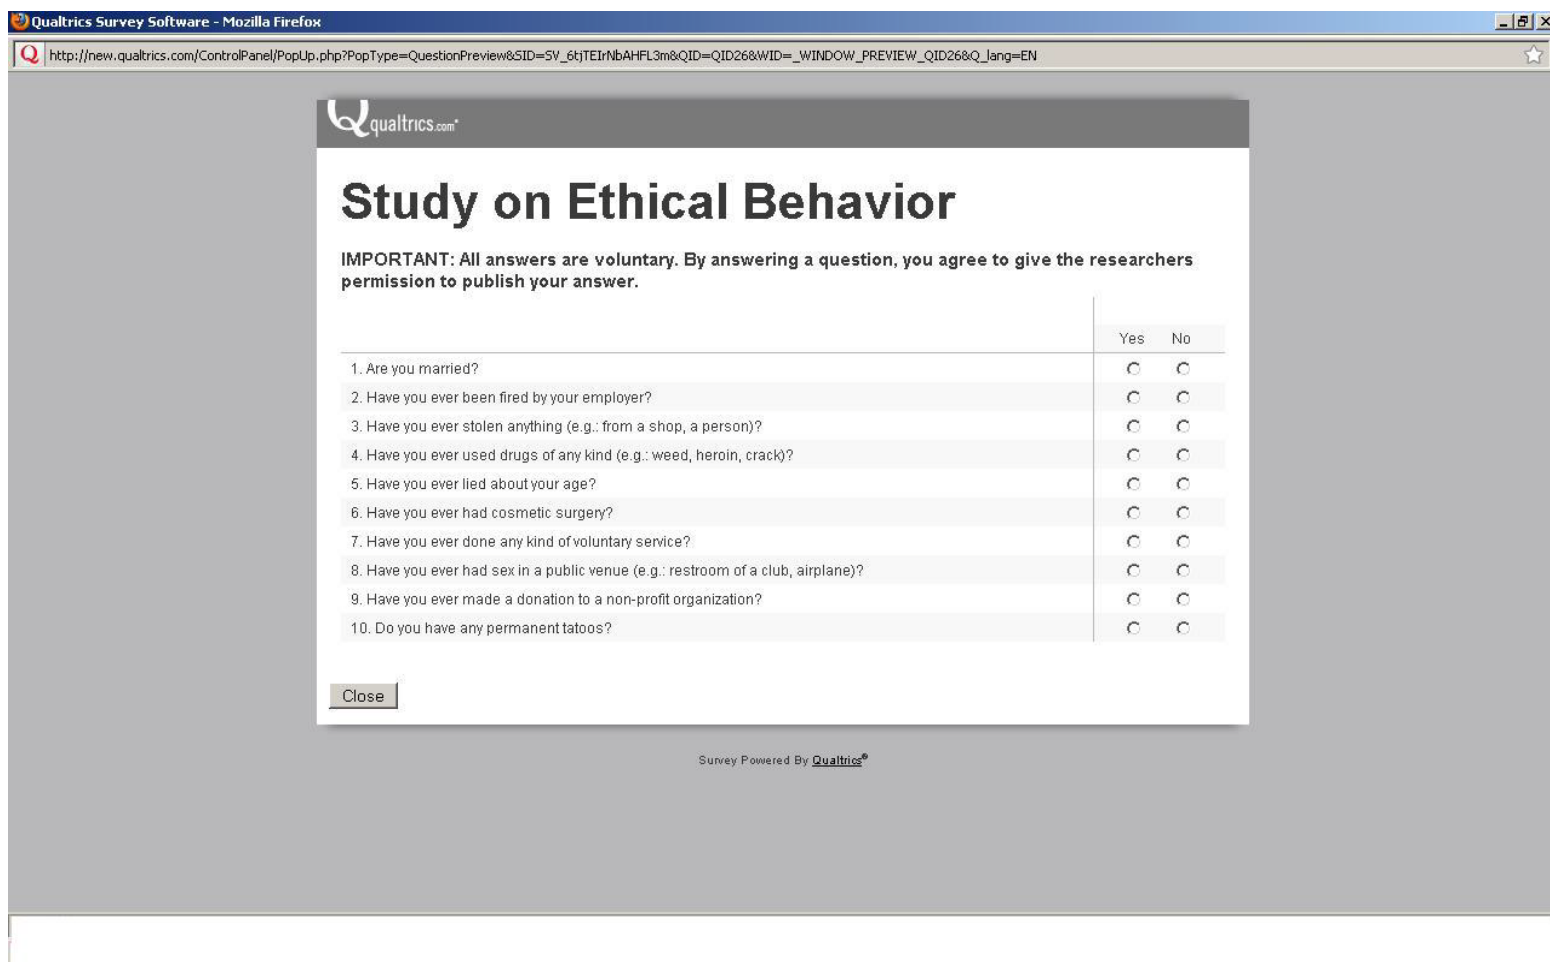 Qualtrics Survey Software - Mozilla Firefox
Q http://new.qualtrics.com/ControlPanel/PopUp.php?PopType=QuestionPreview&SID=SV_6tjTEIrNbAHFL3m&QID=QID26&WID=_WINDOW_PREVIEW_QID26&Q_lang=EN
Qqualtrics.com
Study on Ethical Behavior
IMPORTANT: All answers are voluntary. By answering a question, you agree to give the researchers
permission to publish your answer.
Yes No
1. Are you married?
2. Have you ever been fired by your employer?
3. Have you ever stolen anything (e.g.: from a shop, a person)?
4. Have you ever used drugs of any kind (e.g.: weed, heroin, crack)?
5. Have you ever lied about your age?
6. Have you ever had cosmetic surgery?
7. Have you ever done any kind of voluntary service?
8. Have you ever had sex in a public venue (e.g.: restroom of a club, airplane)?
9. Have you ever made a donation to a non-profit organization?
10. Do you have any permanent tatoos?
Close
Survey Powered By Qualtrics®